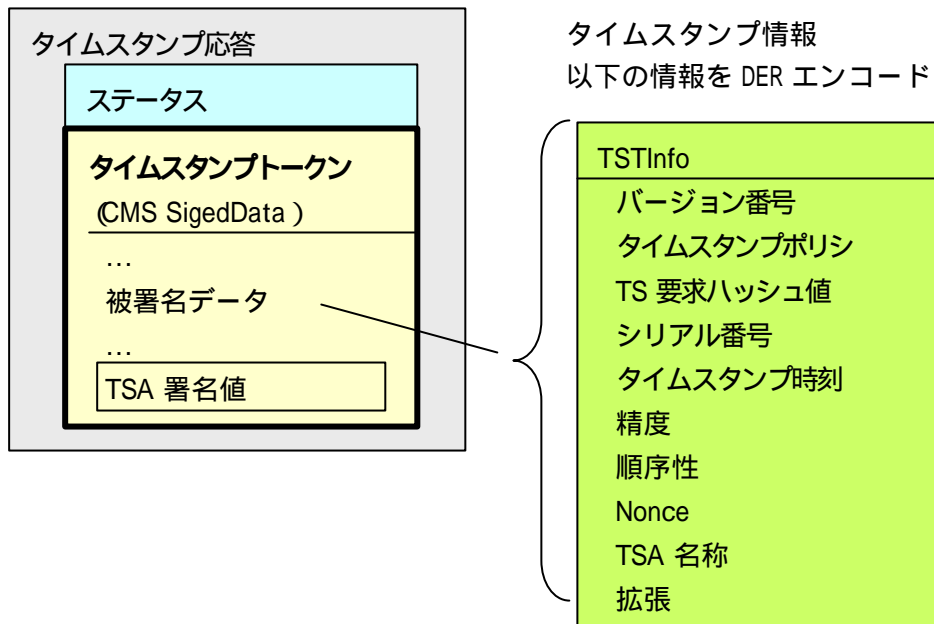 タイムスタンプ応答
ステータス
タイムスタンプトークン
(CMS SigedData )
…
被署名データ
…
TSA 署名値
タイムスタンプ情報
以下の情報を DER エンコード
TSTInfo
バージョン番号
タイムスタンプポリシ
TS 要求ハッシュ値
シリアル番号
タイムスタンプ時刻
精度
順序性
Nonce
TSA 名称
拡張